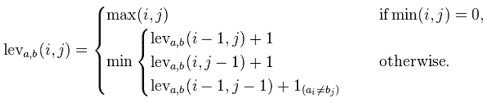 lev_{a,b}(i, j) = { max(i, j) if min(i, j) = 0,
min { lev_{a,b}(i − 1, j) + 1
lev_{a,b}(i, j − 1) + 1 otherwise.
lev_{a,b}(i − 1, j − 1) + 1_{(a_i ≠ b_j)}